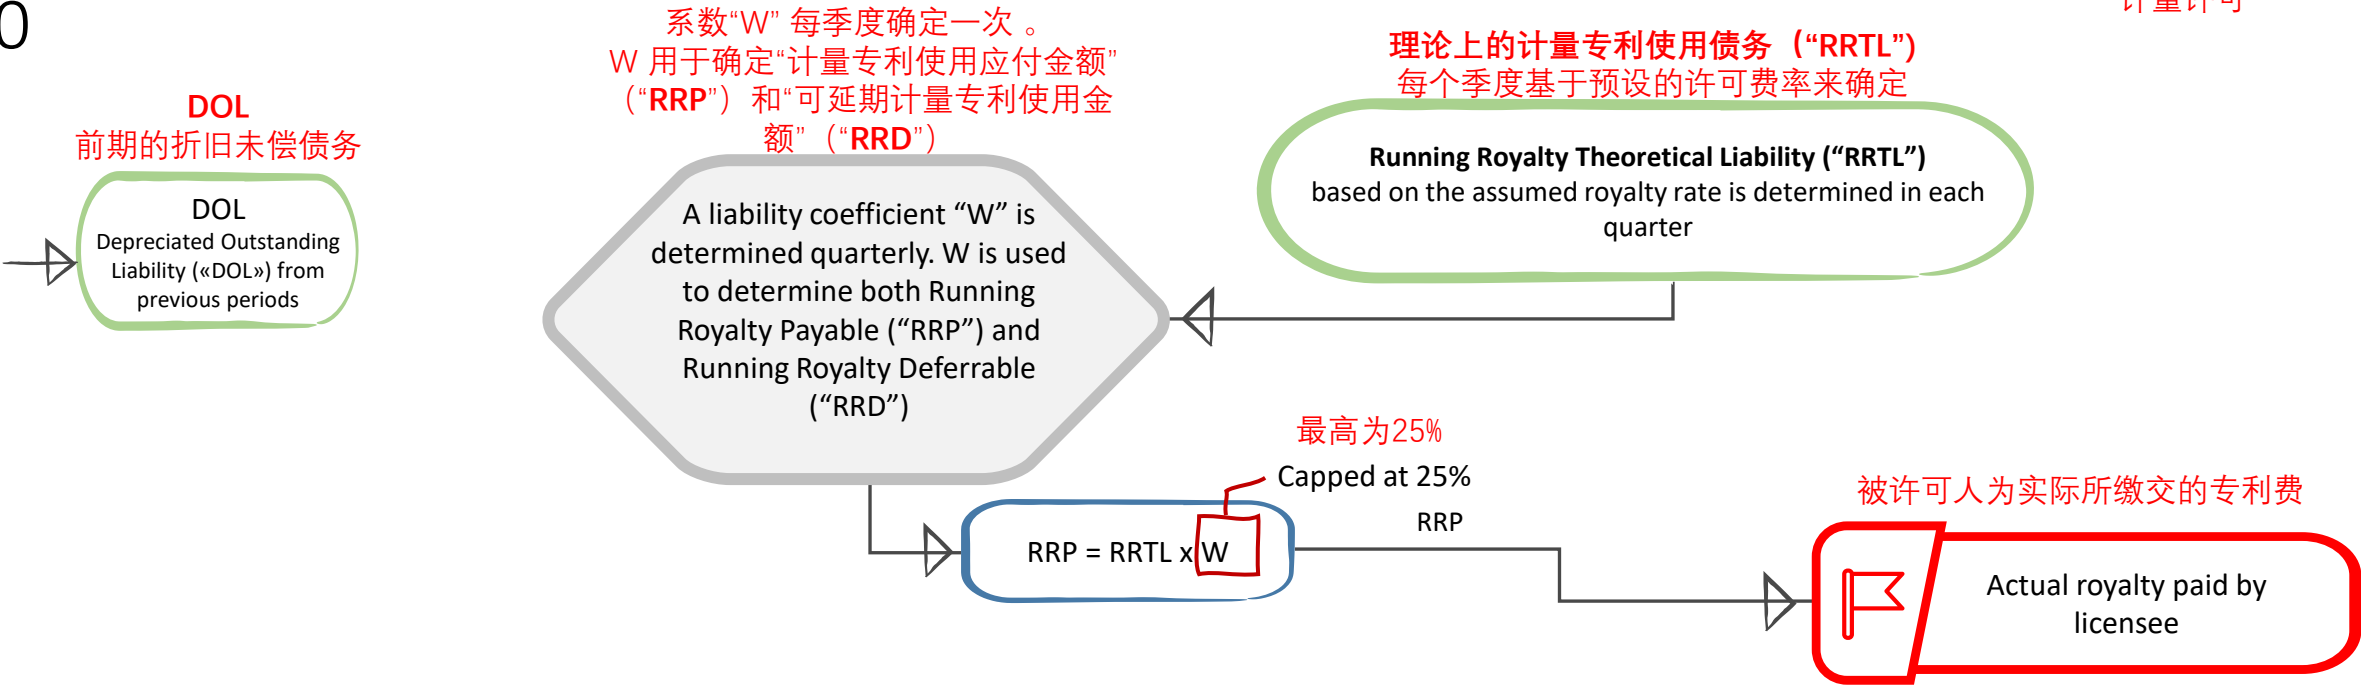 0
系数“W” 每季度确定一次 。
W 用于确定“计量专利使用应付金额”
（“RRP”）和“可延期计量专利使用金
额”（“RRD”）
计量许可
理论上的计量专利使用债务（“RRTL”)
每个季度基于预设的许可费率来确定
DOL
前期的折旧未偿债务
DOL
Depreciated Outstanding
Liability («DOL») from
previous periods
A liability coefficient “W” is
determined quarterly. W is used
to determine both Running
Royalty Payable (“RRP”) and
Running Royalty Deferrable
(“RRD”)
Running Royalty Theoretical Liability (“RRTL”)
based on the assumed royalty rate is determined in each
quarter
最高为25%
Capped at 25%
RRP = RRTL x W
RRP
被许可人为实际所缴交的专利费
Actual royalty paid by
licensee